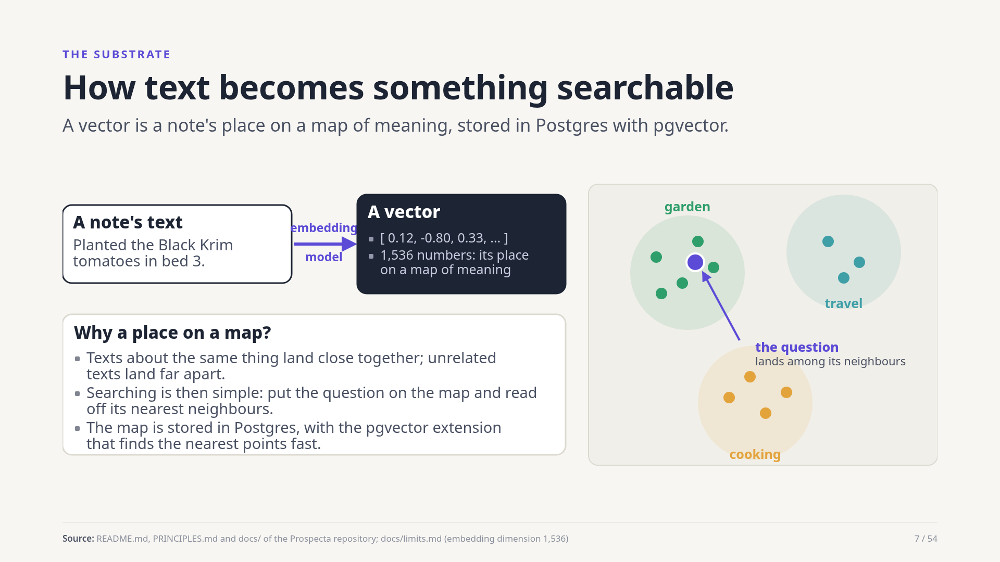 THE SUBSTRATE
How text becomes something searchable
A vector is a note's place on a map of meaning, stored in Postgres with pgvector.
A note's text
Planted the Black Krim
tomatoes in bed 3.
embedding
model
A vector
[ 0.12, -0.80, 0.33, ... ]
1,536 numbers: its place
on a map of meaning
Why a place on a map?
Texts about the same thing land close together; unrelated
texts land far apart.
Searching is then simple: put the question on the map and read
off its nearest neighbours.
The map is stored in Postgres, with the pgvector extension
that finds the nearest points fast.
garden
travel
the question
lands among its neighbours
cooking
Source: README.md, PRINCIPLES.md and docs/ of the Prospecta repository; docs/limits.md (embedding dimension 1,536)
7 / 54